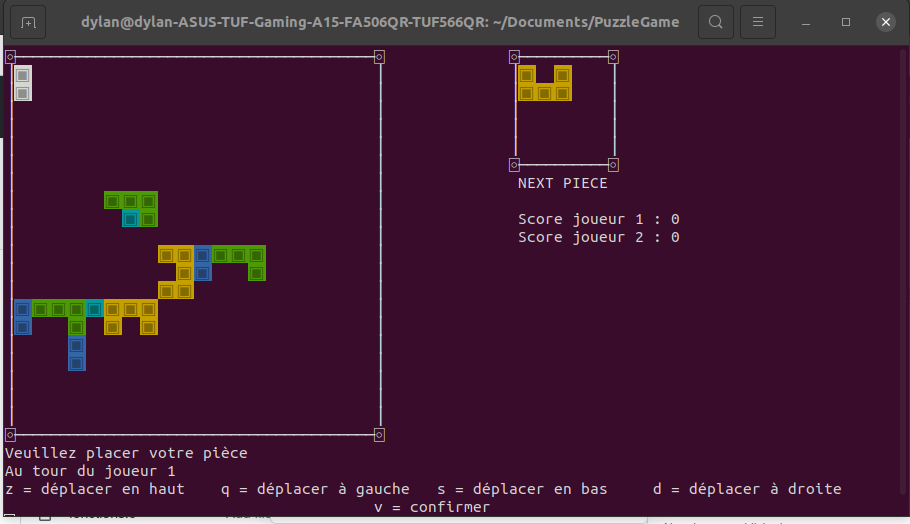 dylan@dylan-ASUS-TUF-Gaming-A15-FA506QR-TUF566QR: ~/Documents/PuzzleGame
NEXT PIECE
Score joueur 1 : 0
Score joueur 2 : 0
Veuillez placer votre pièce
Au tour du joueur 1
z = déplacer en haut    q = déplacer à gauche   s = déplacer en bas     d = déplacer à droite
v = confirmer